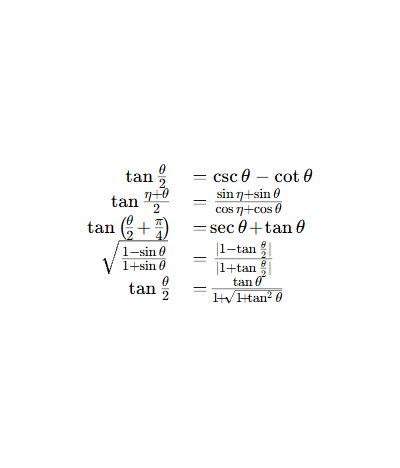 tan θ/2 = csc θ − cot θ
tan (η+θ)/2 = (sin η+sin θ)/(cos η+cos θ)
tan (θ/2 + π/4) = sec θ + tan θ
√((1−sin θ)/(1+sin θ)) = |1−tan θ/2|/|1+tan θ/2|
tan θ/2 = tan θ/(1+√(1+tan² θ))